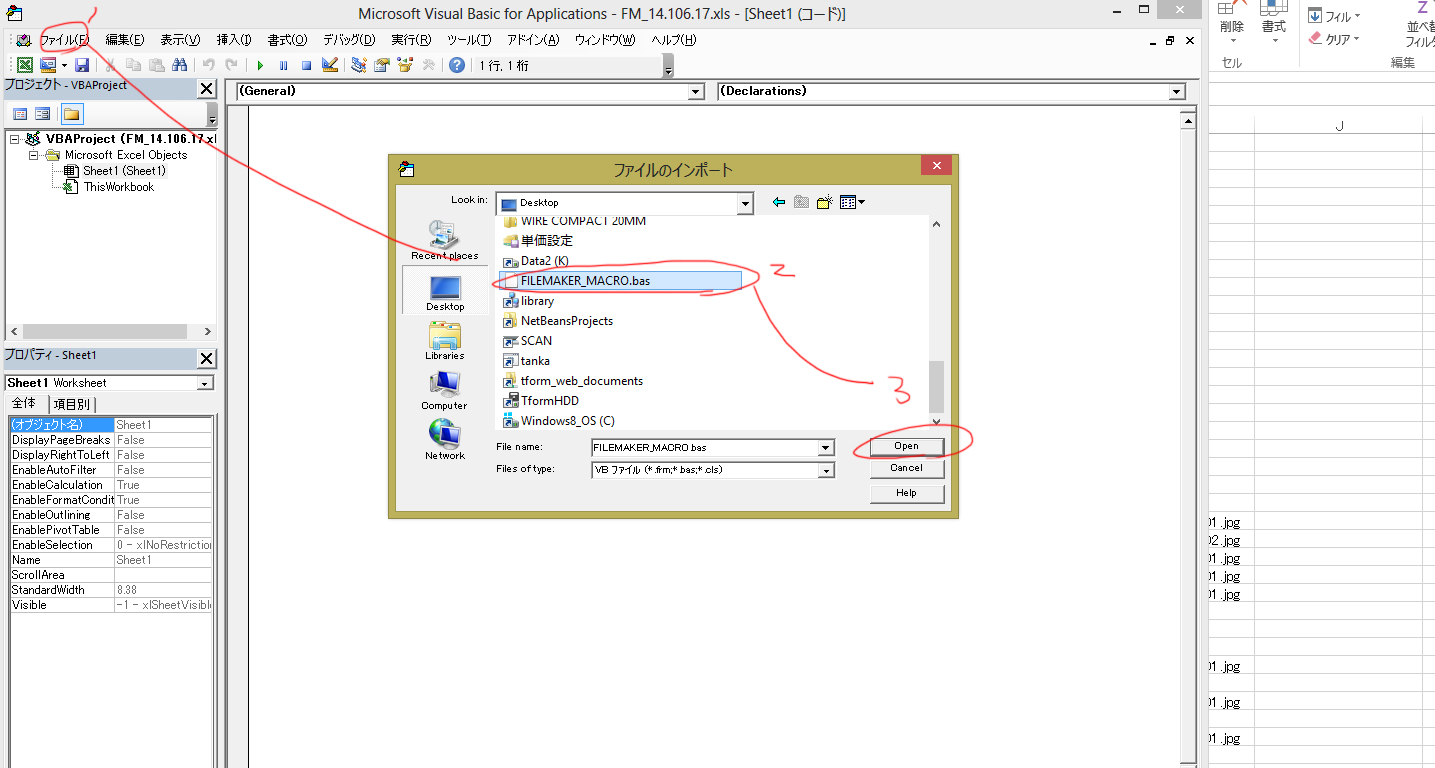 Microsoft Visual Basic for Applications - FM_14.106.17.xls - [Sheet1 (コード)]
1
ファイル(F) 編集(E) 表示(V) 挿入(I) 書式(O) デバッグ(D) 実行(R) ツール(T) アドイン(A) ウィンドウ(W) ヘルプ(H)
1 行, 1 桁
プロジェクト - VBAProject
VBAProject (FM_14.106.17.xl
Microsoft Excel Objects
Sheet1 (Sheet1)
ThisWorkbook
プロパティ - Sheet1
Sheet1 Worksheet
全体 項目別
(オブジェクト名) Sheet1
DisplayPageBreaks False
DisplayRightToLeft False
EnableAutoFilter False
EnableCalculation True
EnableFormatCondit True
EnableOutlining False
EnablePivotTable False
EnableSelection 0 - xlNoRestriction
Name Sheet1
ScrollArea
StandardWidth 8.38
Visible -1 - xlSheetVisible
(General) (Declarations)
ファイルのインポート
Look in: Desktop
Recent places
Desktop
Libraries
Computer
Network
WIRE COMPACT 20MM
単価設定
Data2 (K)
FILEMAKER_MACRO.bas
2
library
NetBeansProjects
SCAN
tanka
tform_web_documents
TformHDD
Windows8_OS (C)
3
File name: FILEMAKER_MACRO.bas Open
Files of type: VB ファイル (*.frm;*.bas;*.cls) Cancel
Help
削除 書式 フィル クリア 並べ
フィルタ
セル 編集
J
01.jpg
02.jpg
01.jpg
01.jpg
01.jpg
01.jpg
01.jpg
01.jpg